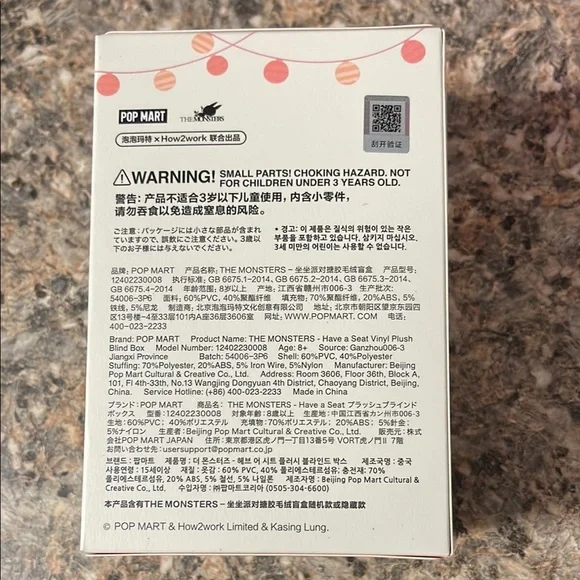 POP MART
THE MONSTERS
泡泡玛特 × How2work 联合出品
刮开验证
WARNING! SMALL PARTS! CHOKING HAZARD. NOT
FOR CHILDREN UNDER 3 YEARS OLD.
警告: 产品不适合3岁以下儿童使用，内含小零件，
请勿吞食以免造成窒息的风险。
ご注意: パッケージには小さな部品が含まれて
いますので、誤飲にご注意ください。3歳以
下のお子様には与えないでください。
• 경고: 이 제품은 질식의 위험이 있는 작은
부품을 포함하고 있습니다. 삼키지 마십시오.
3세 미만의 어린이는 사용할 수 없습니다.
品牌: POP MART 产品名称: THE MONSTERS – 坐坐派对搪胶毛绒盲盒 产品型号:
12402230008 执行标准: GB 6675.1–2014、GB 6675.2–2014、GB 6675.3–2014、
GB 6675.4–2014 年龄范围: 8岁以上 产地: 江西省赣州市006-3 生产批次:
54006-3P6 面料: 60%PVC, 40%聚酯纤维 填充物: 70%聚酯纤维, 20%ABS, 5%
铁线, 5%尼龙 制造商: 北京泡泡玛特文化创意有限公司 地址: 北京市朝阳区望京东园四
区13号楼-4至33层101内A座36层3606室 网址: WWW.POPMART.COM 电话:
400-023-2233
Brand: POP MART Product Name: THE MONSTERS - Have a Seat Vinyl Plush
Blind Box Model Number: 12402230008 Age: 8+ Source: Ganzhou006-3
Jiangxi Province Batch: 54006-3P6 Shell: 60%PVC, 40%Polyester
Stuffing: 70%Polyester, 20%ABS, 5% Iron Wire, 5%Nylon Manufacturer: Beijing
Pop Mart Cultural & Creative Co., Ltd. Address: Room 3606, Floor 36th, Block A,
101, Fl 4th-33th, No.13 Wangjing Dongyuan 4th District, Chaoyang District, Beijing,
China. Service Hotline: (+86) 400-023-2233 Made in China
ブランド: POP MART 商品名: THE MONSTERS - Have a Seat プラッシュブラインドボ
ックス 型番: 12402230008 対象年齢: 8歳以上 生産地: 中国江西省カン州市006-3
生地: 60%PVC; 40%ポリエステル 充填物: 70%ポリエステル; 20%ABS; 5%針金;
5%ナイロン 生産者: Beijing Pop Mart Cultural & Creative Co., Ltd. 販売元: 株式
会社POP MART JAPAN 住所: 東京都港区虎ノ門一丁目13番5号 VORT虎ノ門II 7階
お問い合わせ先: usersupport@popmart.co.jp
브랜드: 팝마트 제품명: 더 몬스터즈 - 해브 어 시트 플러시 블라인드 박스 제조국: 중국
사용연령: 15세이상 재질: 옷감: 60% PVC, 40% 폴리에스테르섬유; 충전재: 70%
폴리에스테르섬유, 20% ABS, 5% 철선, 5% 나일론 제조자명: Beijing Pop Mart Cultural &
Creative Co., Ltd. 수입자명: ㈜팝마트코리아 (0505-304-6600)
本产品含有THE MONSTERS – 坐坐派对搪胶毛绒盲盒随机款或隐藏款
© POP MART & How2work Limited & Kasing Lung.